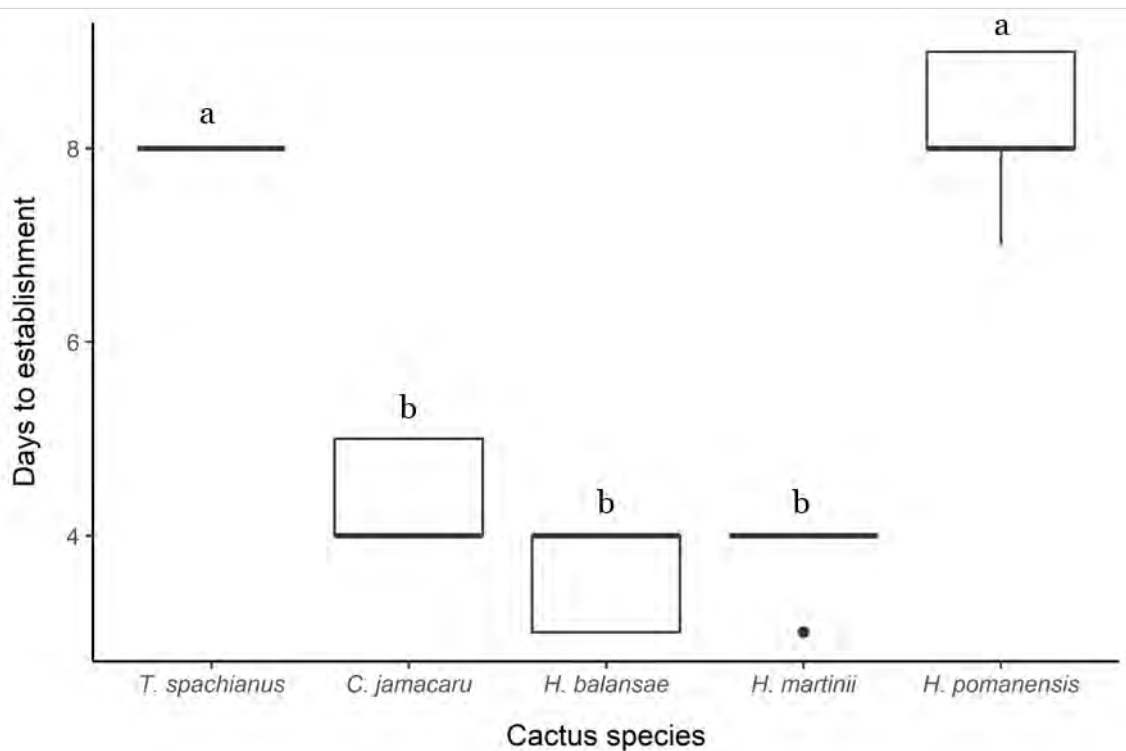 a
a
8
6
b
b
b
4
Days to establishment
T. spachianus C. jamacaru H. balansae H. martinii H. pomanensis
Cactus species